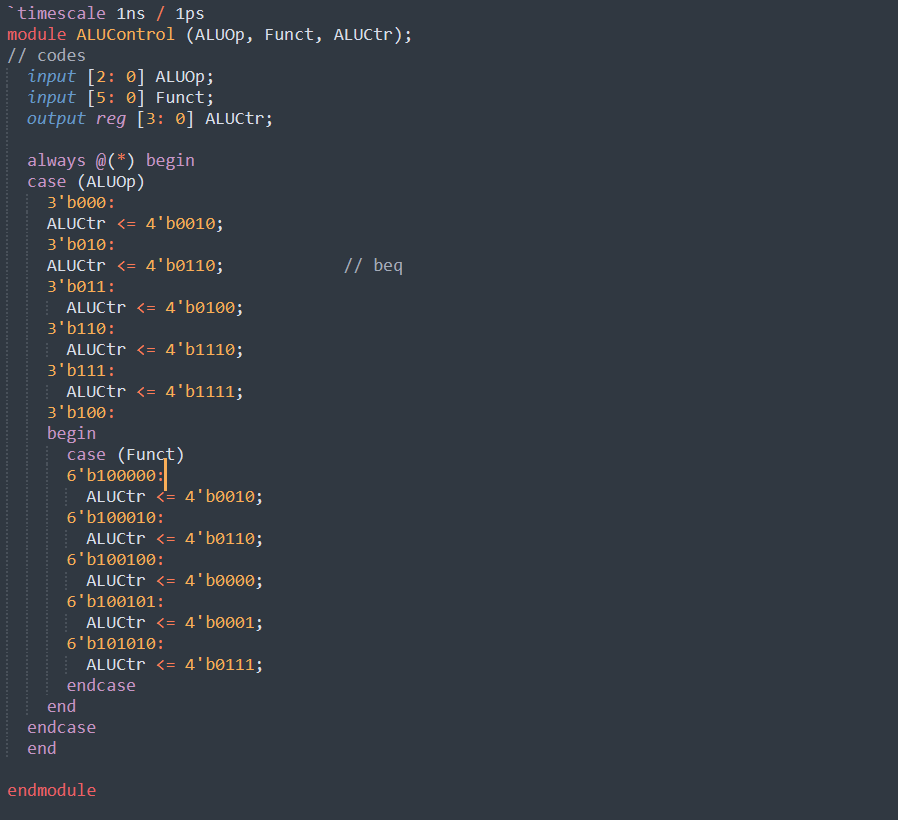 `timescale 1ns / 1ps
module ALUControl (ALUOp, Funct, ALUCtr);
// codes
input [2: 0] ALUOp;
input [5: 0] Funct;
output reg [3: 0] ALUCtr;
always @(*) begin
case (ALUOp)
3'b000:
ALUCtr <= 4'b0010;
3'b010:
ALUCtr <= 4'b0110; // beq
3'b011:
ALUCtr <= 4'b0100;
3'b110:
ALUCtr <= 4'b1110;
3'b111:
ALUCtr <= 4'b1111;
3'b100:
begin
case (Funct)
6'b100000:
ALUCtr <= 4'b0010;
6'b100010:
ALUCtr <= 4'b0110;
6'b100100:
ALUCtr <= 4'b0000;
6'b100101:
ALUCtr <= 4'b0001;
6'b101010:
ALUCtr <= 4'b0111;
endcase
end
endcase
end
endmodule